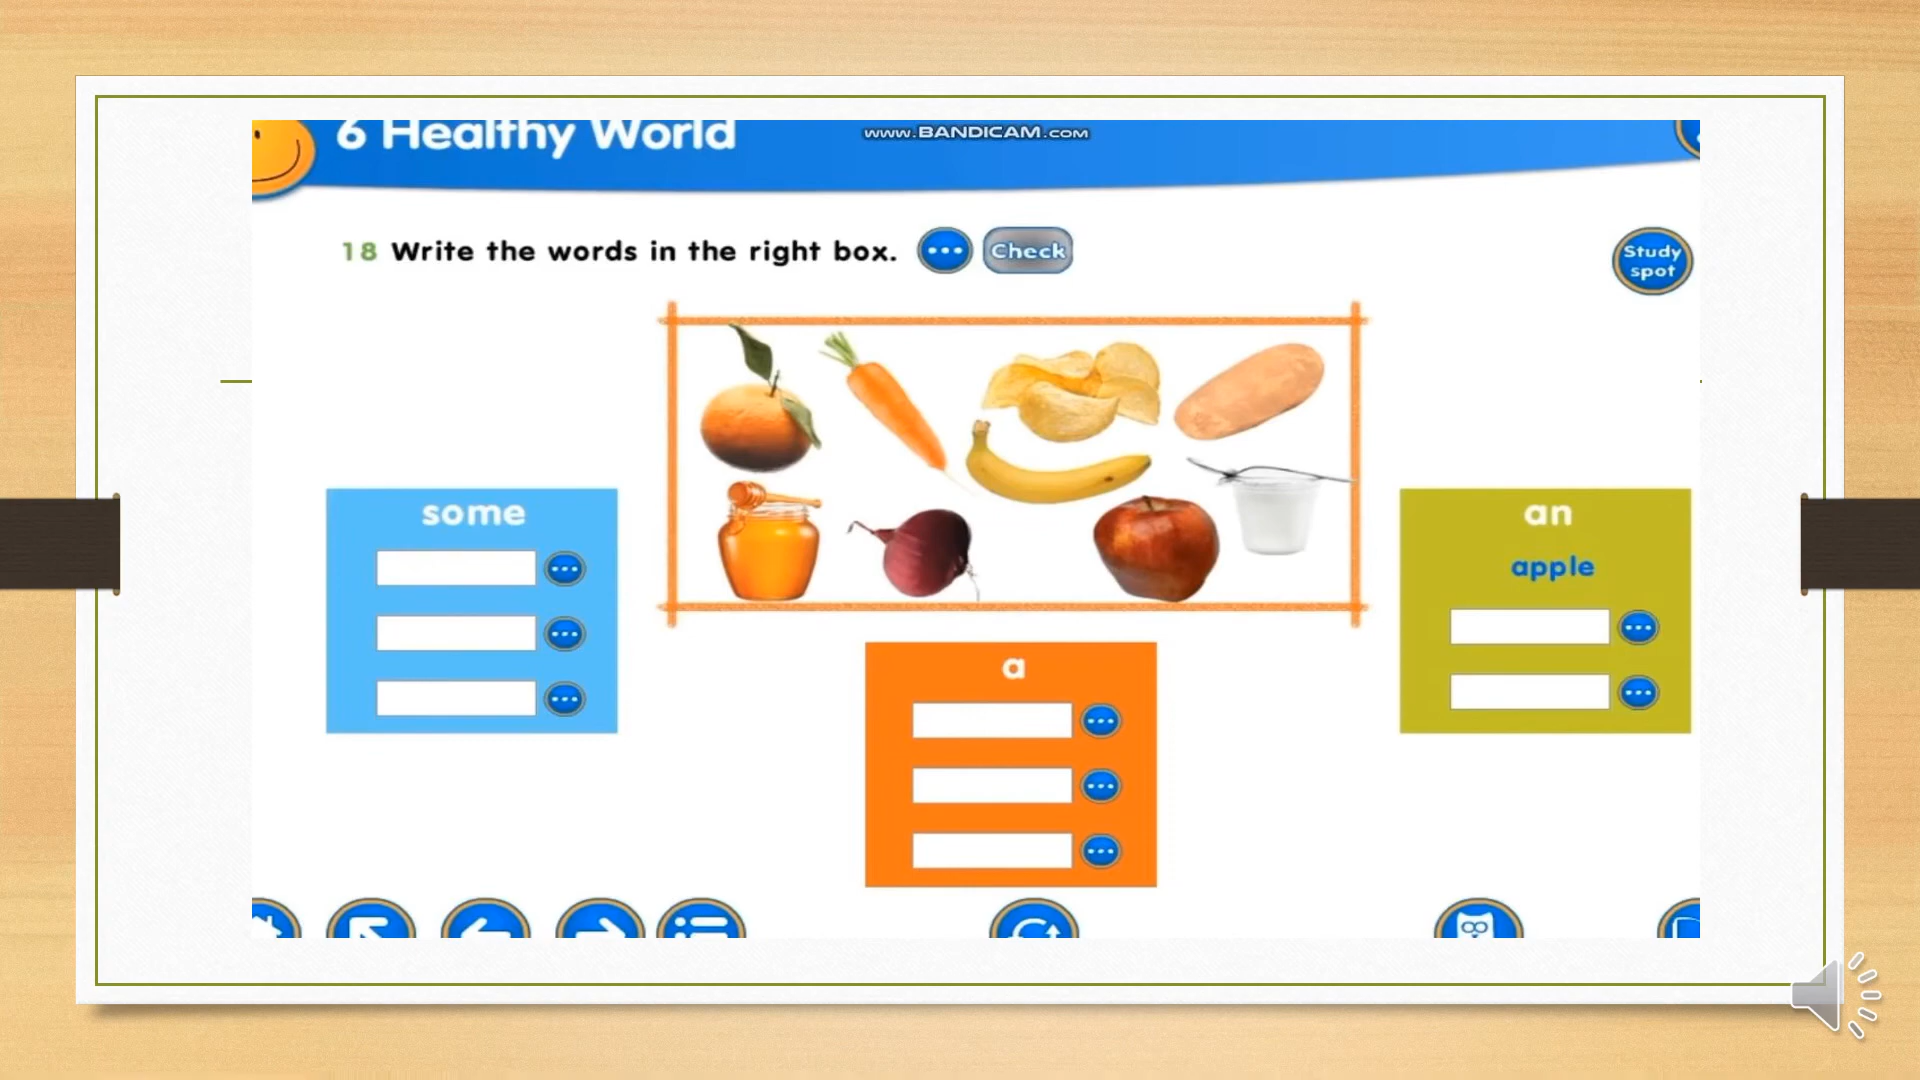 6 Healthy World
www.BANDICAM.com
18 Write the words in the right box.
Check
Study
spot
some
an
apple
a